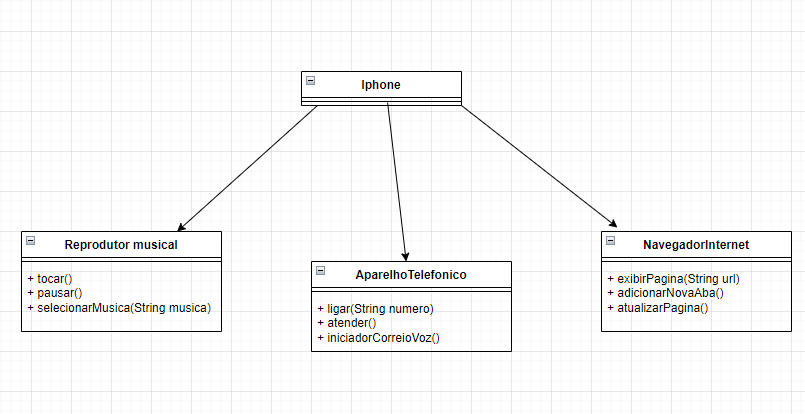 Iphone
Reprodutor musical
+ tocar()
+ pausar()
+ selecionarMusica(String musica)
AparelhoTelefonico
+ ligar(String numero)
+ atender()
+ iniciadorCorreioVoz()
NavegadorInternet
+ exibirPagina(String url)
+ adicionarNovaAba()
+ atualizarPagina()